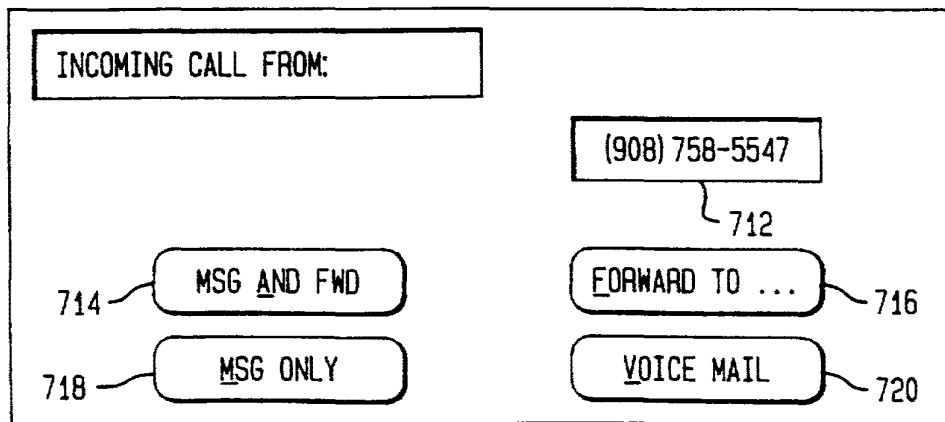 INCOMING CALL FROM:
(908) 758-5547
712
714 MSG AND FWD FORWARD TO ... 716
718 MSG ONLY VOICE MAIL 720